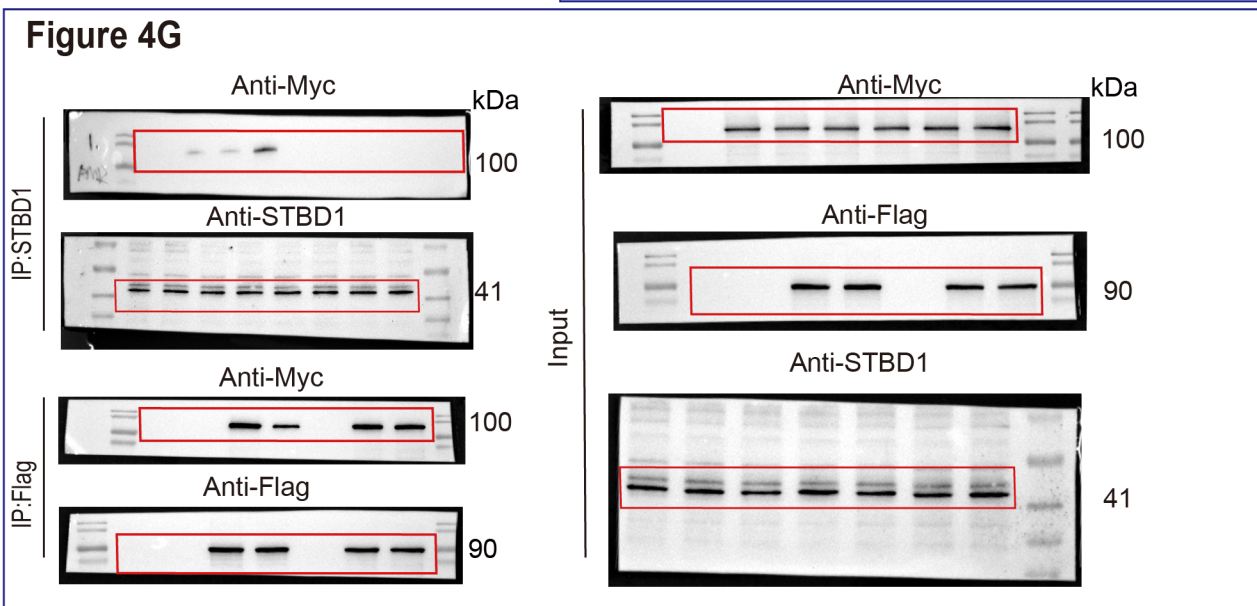 Figure 4G
Anti-Myc
kDa
1.
100
IP:STBD1
Anti-STBD1
41
Anti-Myc
100
IP:Flag
Anti-Flag
90
Input
Anti-Myc
kDa
100
Anti-Flag
90
Anti-STBD1
41